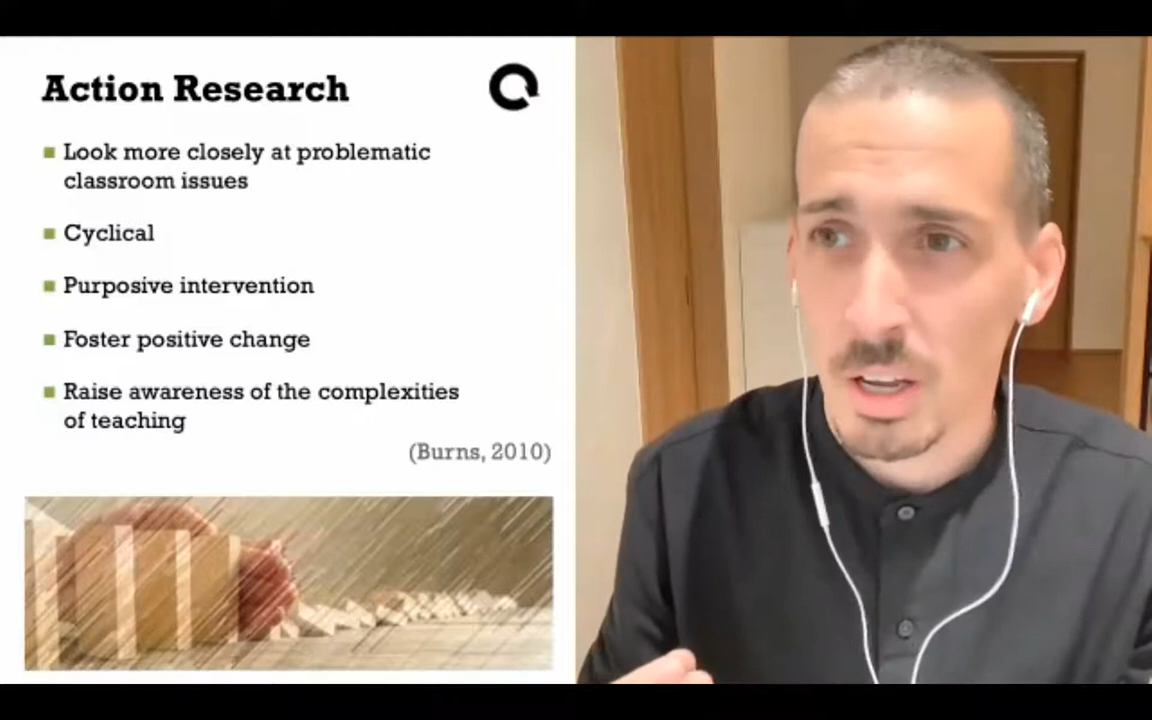 Action Research
Look more closely at problematic
classroom issues
Cyclical
Purposive intervention
Foster positive change
Raise awareness of the complexities
of teaching
(Burns, 2010)